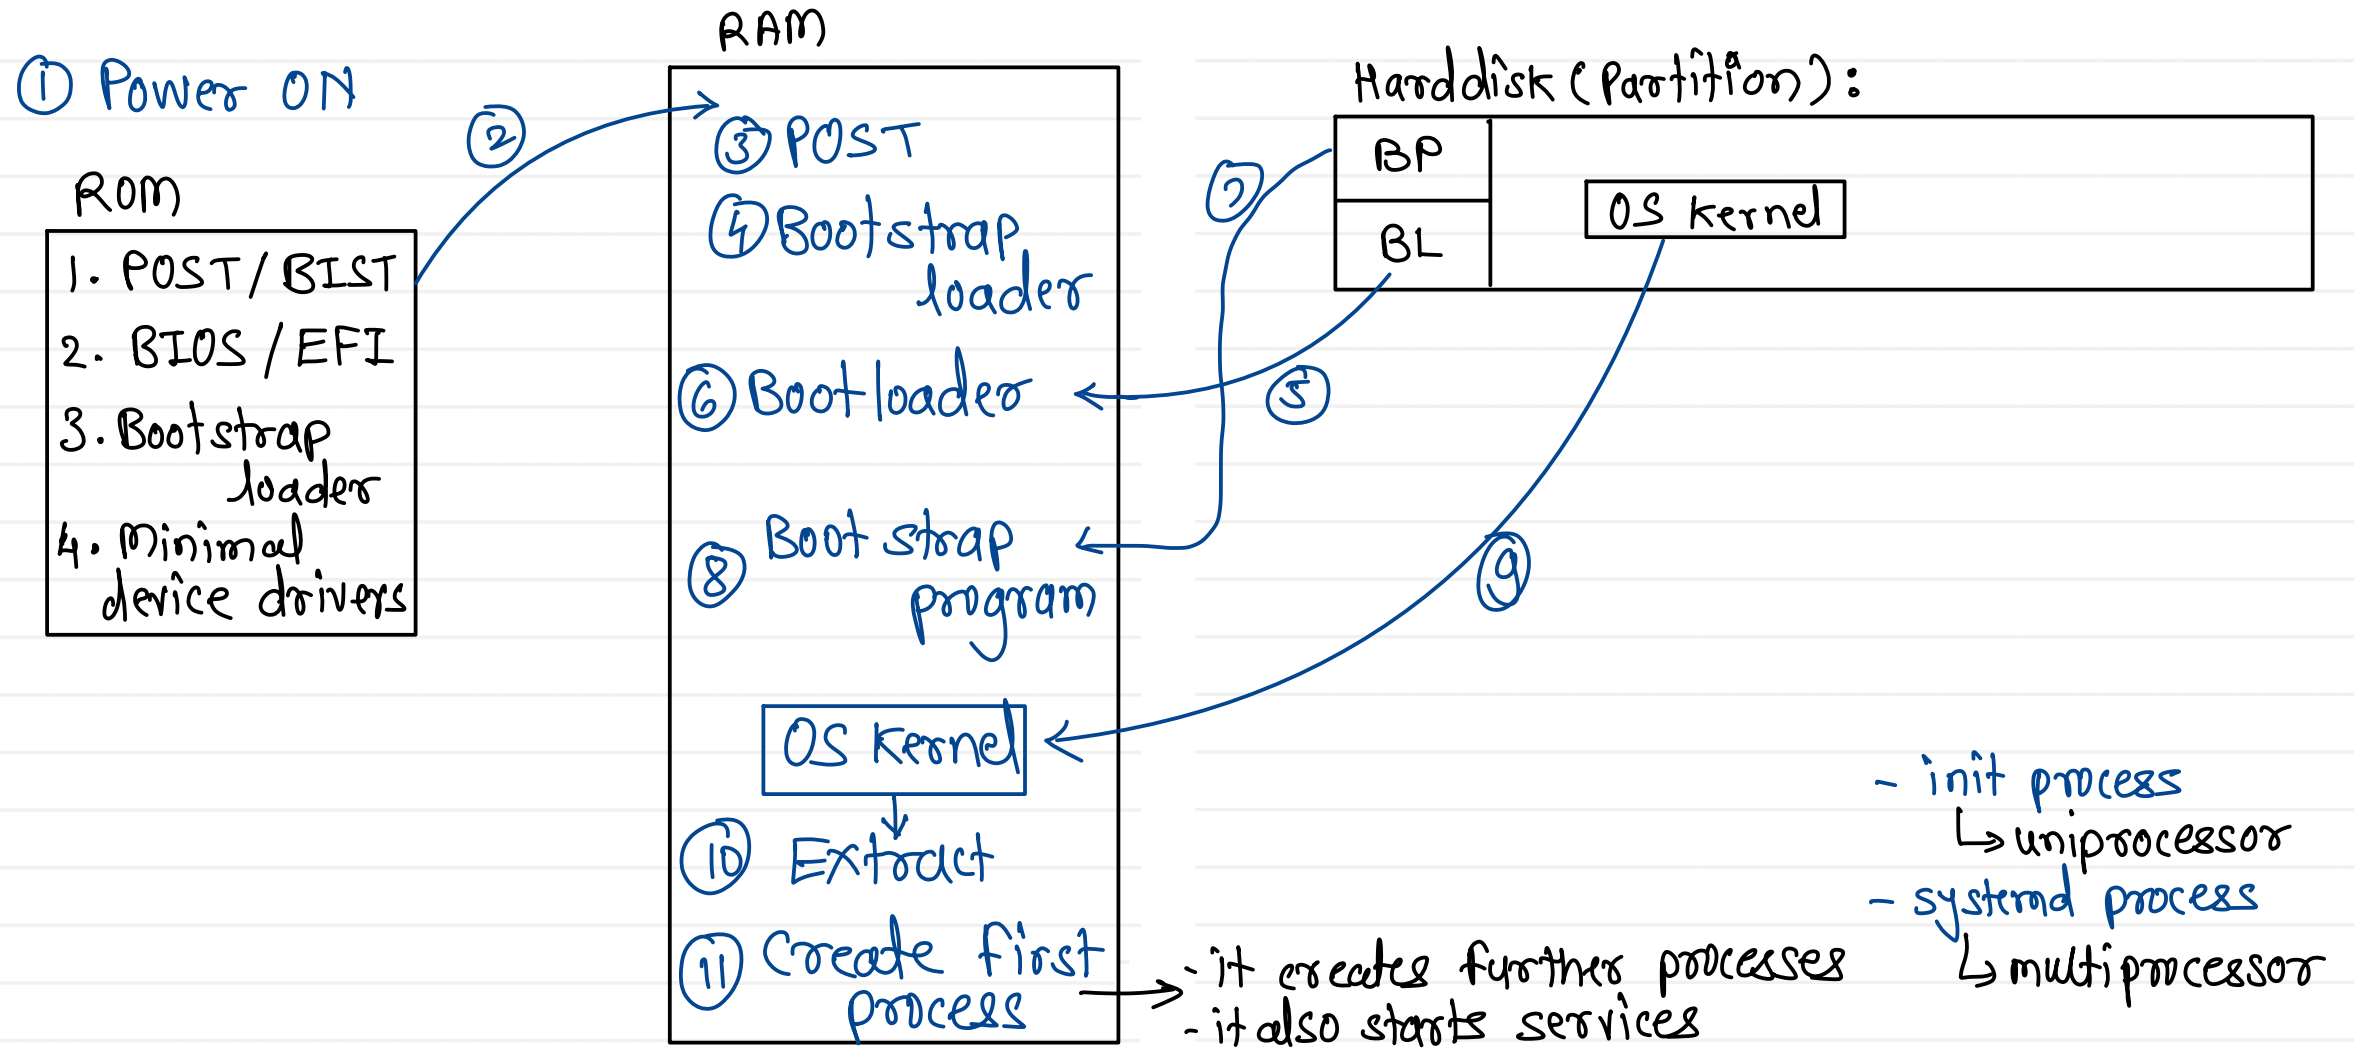 ① Power ON
②
ROM
1. POST/BIST
2. BIOS/EFI
3. Bootstrap
loader
4. Minimal
device drivers
RAM
③ POST
④ Bootstrap
loader
⑥ Bootloader
⑧ Bootstrap
program
OS Kernel
⑩ Extract
⑪ Create first
process
- it creates further processes
- it also starts services
Harddisk (Partition):
BP
BL
OS Kernel
⑦
⑤
⑨
- init process
↳ uniprocessor
- systemd process
↳ multiprocessor